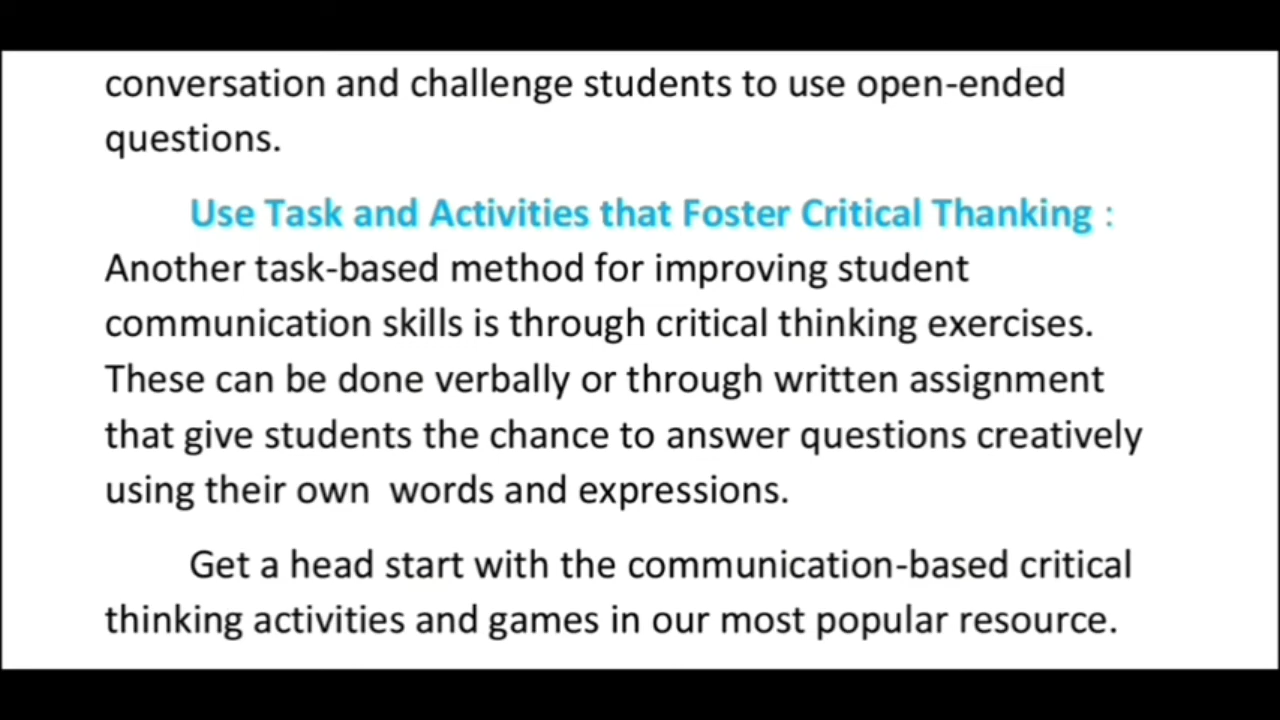 conversation and challenge students to use open-ended
questions.
Use Task and Activities that Foster Critical Thanking :
Another task-based method for improving student
communication skills is through critical thinking exercises.
These can be done verbally or through written assignment
that give students the chance to answer questions creatively
using their own  words and expressions.
Get a head start with the communication-based critical
thinking activities and games in our most popular resource.